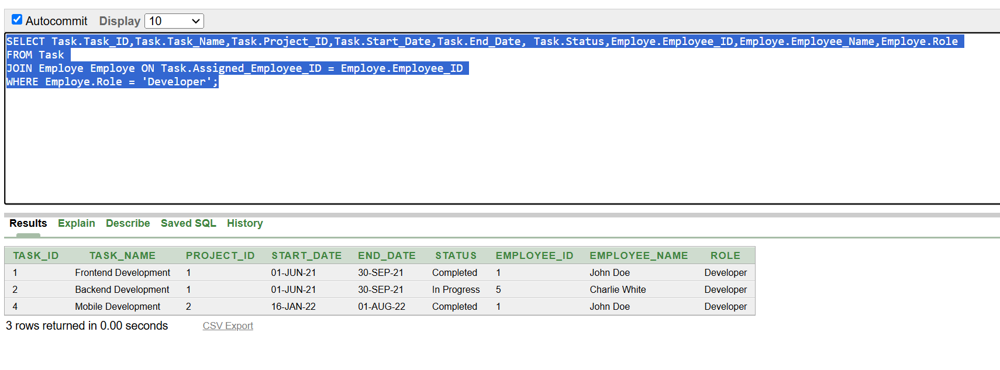 Autocommit Display 10
SELECT Task.Task_ID,Task.Task_Name,Task.Project_ID,Task.Start_Date,Task.End_Date, Task.Status,Employe.Employee_ID,Employe.Employee_Name,Employe.Role
FROM Task
JOIN Employe Employe ON Task.Assigned_Employee_ID = Employe.Employee_ID
WHERE Employe.Role = 'Developer';
Results Explain Describe Saved SQL History
TASK_ID TASK_NAME PROJECT_ID START_DATE END_DATE STATUS EMPLOYEE_ID EMPLOYEE_NAME ROLE
1 Frontend Development 1 01-JUN-21 30-SEP-21 Completed 1 John Doe Developer
2 Backend Development 1 01-JUN-21 30-SEP-21 In Progress 5 Charlie White Developer
4 Mobile Development 2 16-JAN-22 01-AUG-22 Completed 1 John Doe Developer
3 rows returned in 0.00 seconds CSV Export